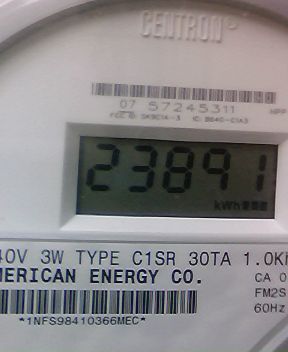 CENTRON®
07 57245311
23891
kWh
40V 3W TYPE C1SR 30TA 1.0Kh
MERICAN ENERGY CO.
CA 0
FM2S
60Hz
*1NFS98410366MEC*